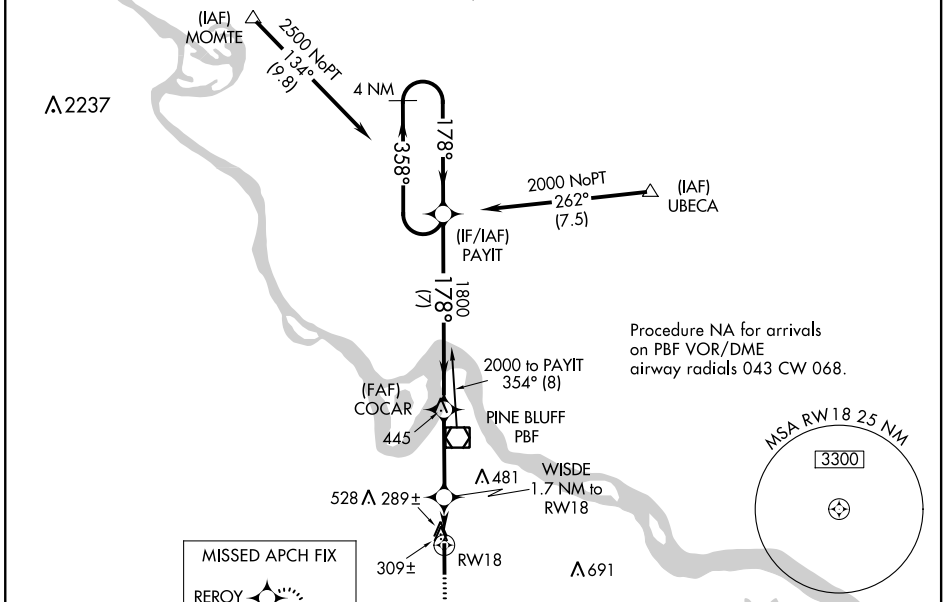 (IAF)
MOMTE
2500 NoPT
134°
(9.8)
2237
4 NM
178°
358°
2000 NoPT
262°
(7.5)
(IAF)
UBECA
(IF/IAF)
PAYIT
1800
178°
(7)
Procedure NA for arrivals
on PBF VOR/DME
airway radials 043 CW 068.
2000 to PAYIT
354° (8)
(FAF)
COCAR
445
PINE BLUFF
PBF
MSA RW18 25 NM
3300
481
WISDE
1.7 NM to
RW18
528
289±
309±
RW18
691
MISSED APCH FIX
REROY